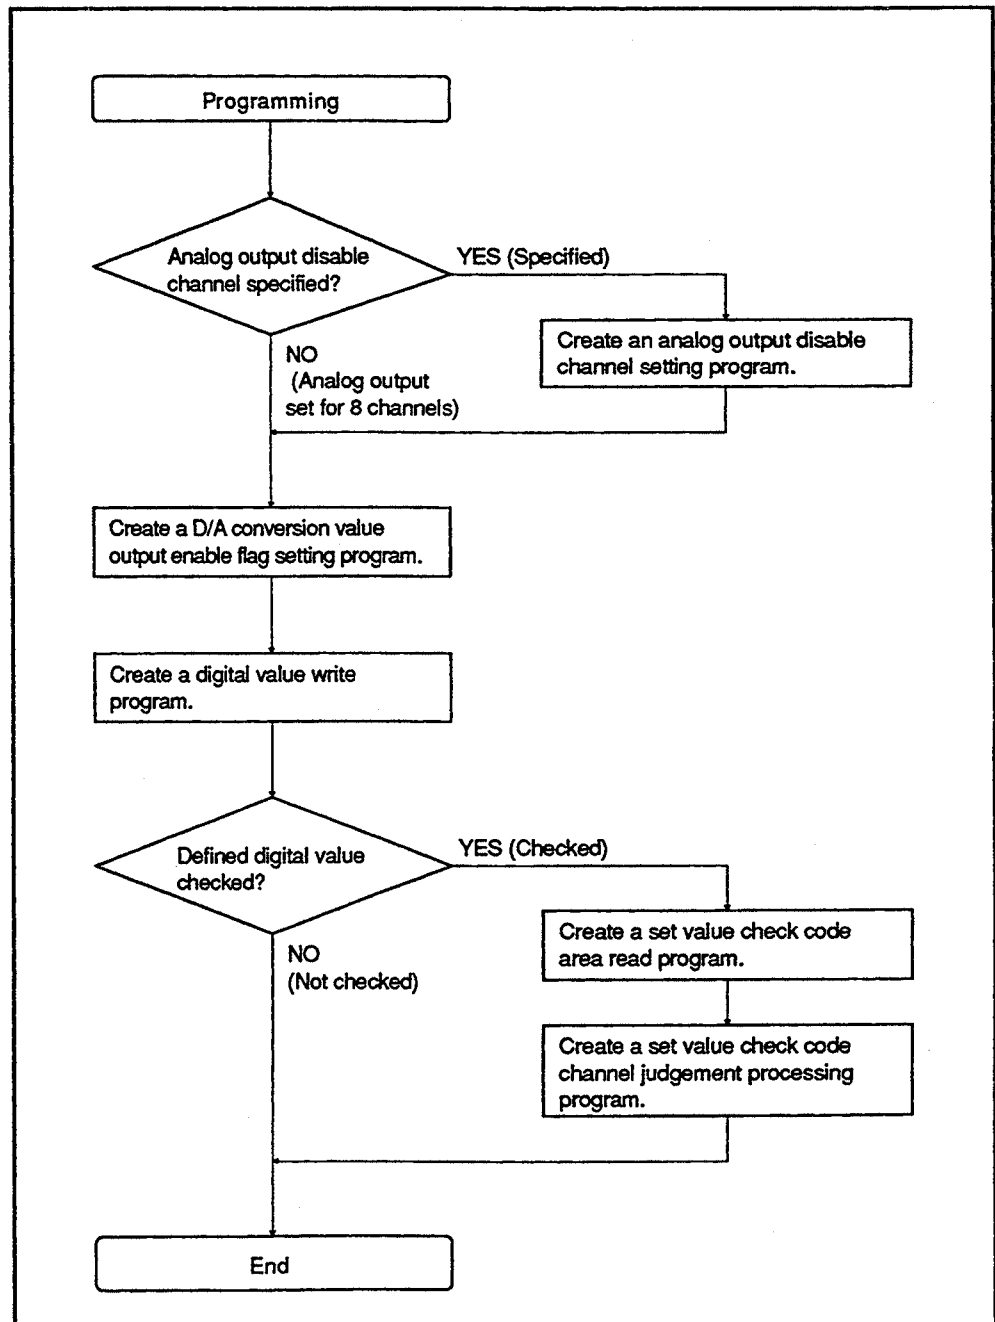 Programming
Analog output disable
channel specified?
YES (Specified)
Create an analog output disable
channel setting program.
NO
(Analog output
set for 8 channels)
Create a D/A conversion value
output enable flag setting program.
Create a digital value write
program.
Defined digital value
checked?
YES (Checked)
Create a set value check code
area read program.
NO
(Not checked)
Create a set value check code
channel judgement processing
program.
End